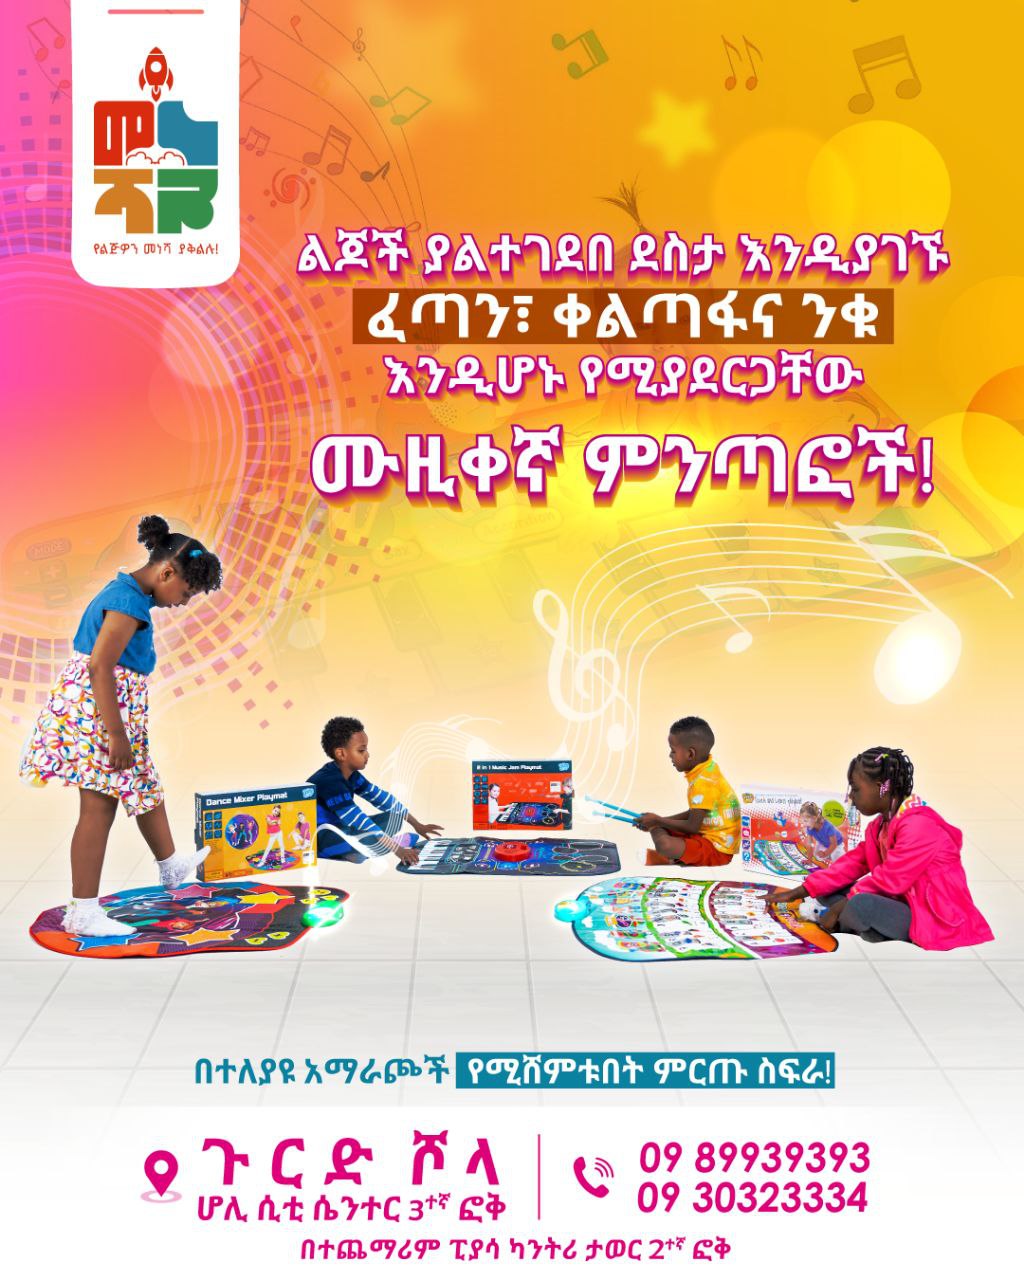 የልጅዎን መነሻ ያቅልሉ!
ልጆች ያልተገደበ ደስታ እንዲያገኙ
ፈጣን፣ ቀልጣፋና ንቁ
እንዲሆኑ የሚያደርጋቸው
ሙዚቀኛ ምንጣፎች!
Dance Mixer Playmat
2 in 1 Music Jam Playmat
በተለያዩ አማራጮች የሚሸምቱበት ምርጡ ስፍራ!
ጉርድ ሾላ
ሆሊ ሲቲ ሴንተር 3ተኛ ፎቅ
09 89939393
09 30323334
በተጨማሪም ፒያሳ ካንትሪ ታወር 2ተኛ ፎቅ